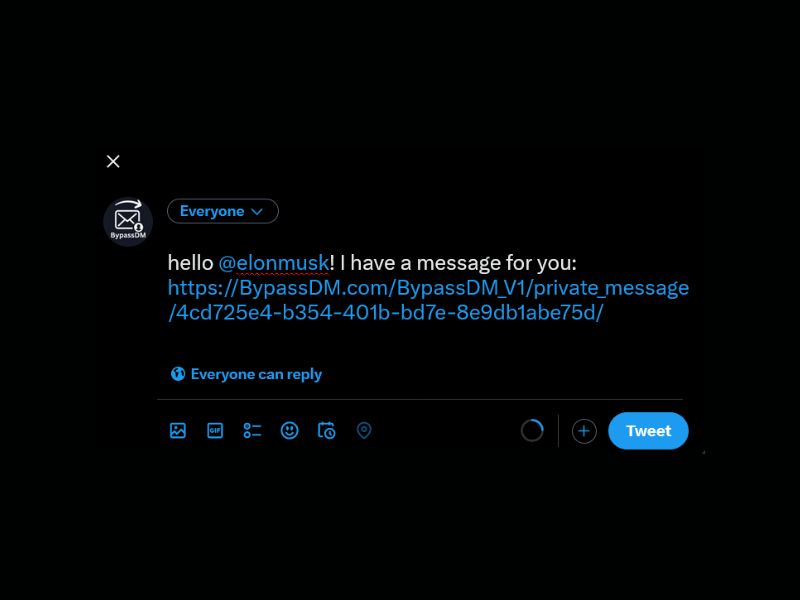 BypassDM
Everyone
hello @elonmusk! I have a message for you:
https://BypassDM.com/BypassDM_V1/private_message
/4cd725e4-b354-401b-bd7e-8e9db1abe75d/
Everyone can reply
GIF
Tweet